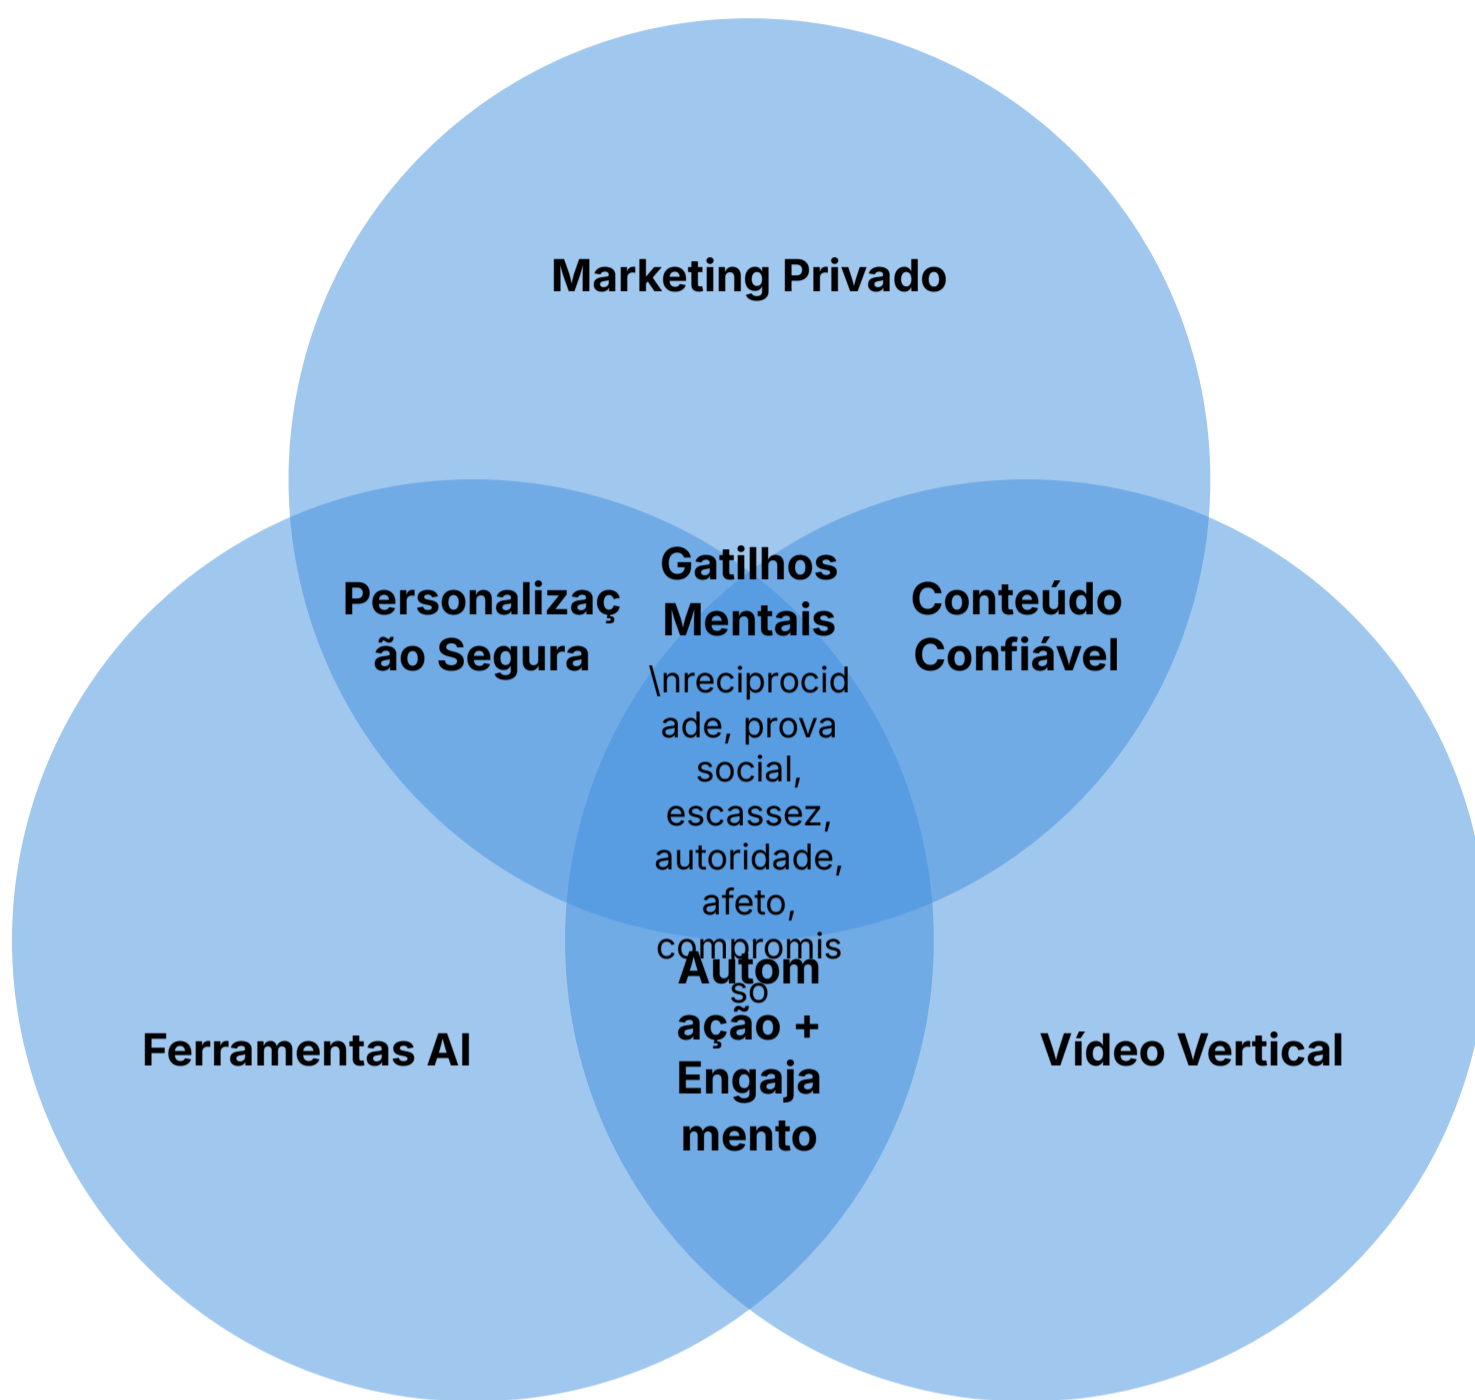 Marketing Privado
Personalizaç
ão Segura
Gatilhos
Mentais
\nreciprocid
ade, prova
social,
escassez,
autoridade,
afeto,
compromis
so
Conteúdo
Confiável
Ferramentas AI
Autom
ação +
Engaja
mento
Vídeo Vertical